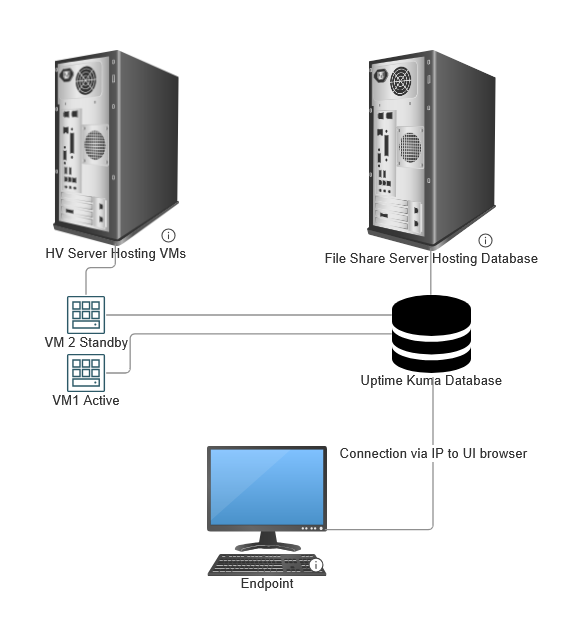 HV Server Hosting VMs
File Share Server Hosting Database
VM 2 Standby
VM1 Active
Uptime Kuma Database
Connection via IP to UI browser
Endpoint